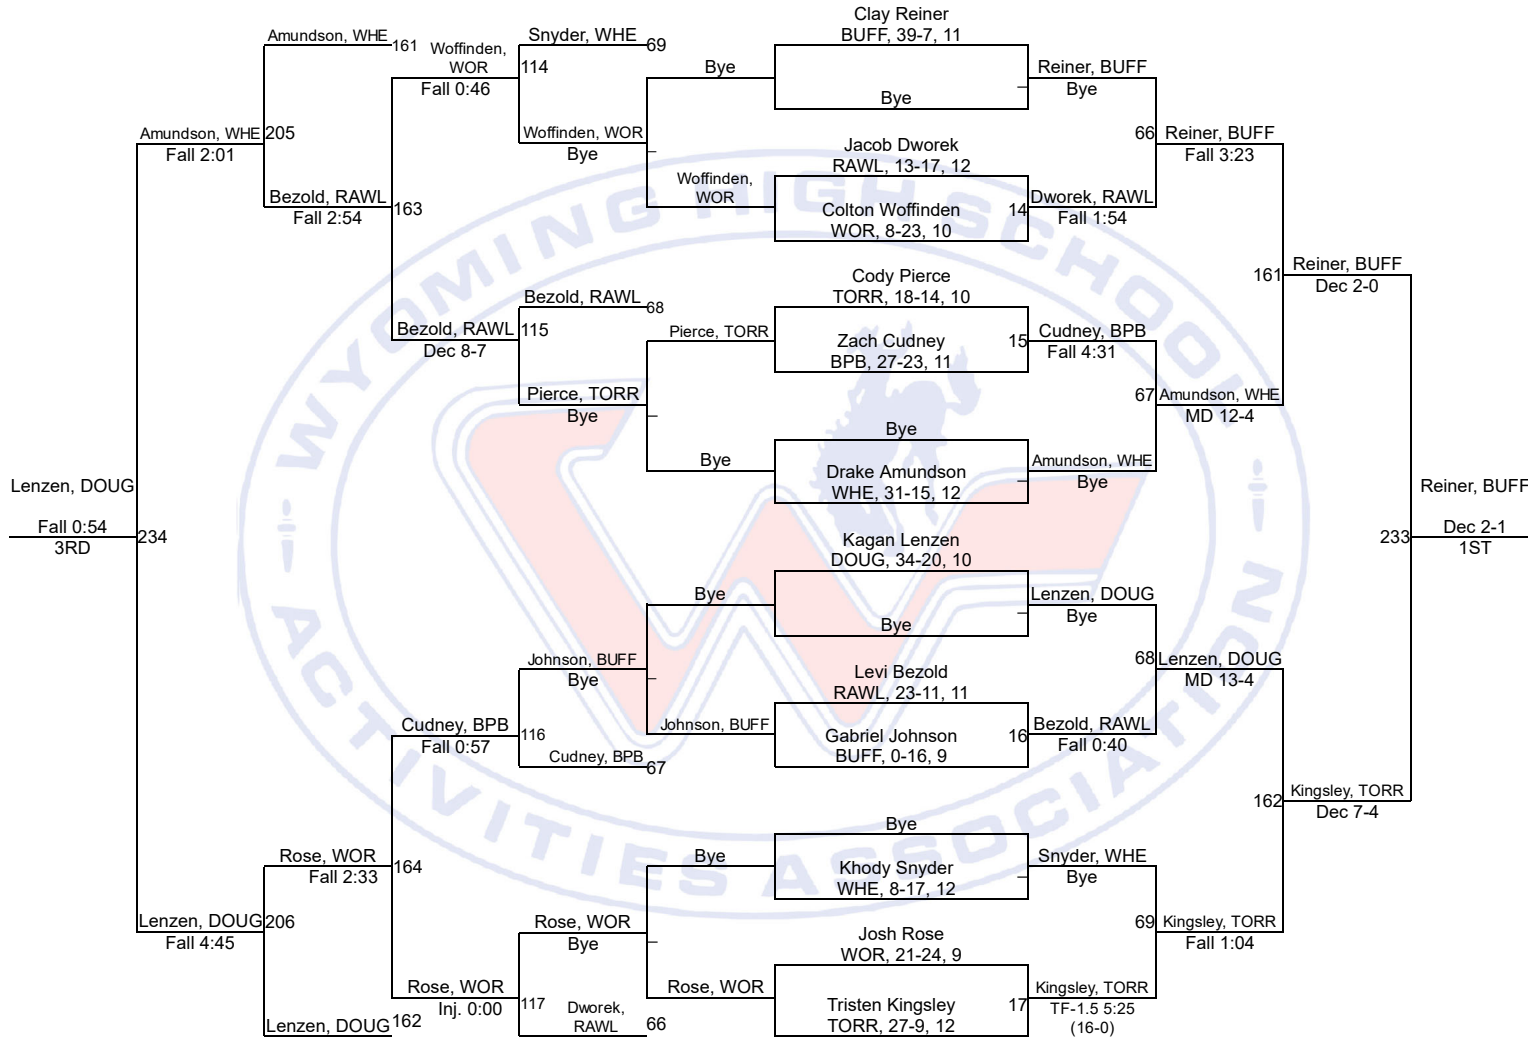 Clay Reiner
BUFF, 39-7, 11
Amundson, WHE
161
Woffinden,
WOR
114
Fall 0:46
Snyder, WHE
69
Bye
Bye
Reiner, BUFF
Bye
Amundson, WHE
205
Fall 2:01
Woffinden, WOR
Bye
Jacob Dworek
RAWL, 13-17, 12
66
Reiner, BUFF
Fall 3:23
Bezold, RAWL
163
Fall 2:54
Woffinden,
WOR
Colton Woffinden
WOR, 8-23, 10
14
Dworek, RAWL
Fall 1:54
Cody Pierce
TORR, 18-14, 10
161
Reiner, BUFF
Dec 2-0
Bezold, RAWL
68
Bezold, RAWL
115
Dec 8-7
Pierce, TORR
Zach Cudney
BPB, 27-23, 11
15
Cudney, BPB
Fall 4:31
Pierce, TORR
Bye
67
Amundson, WHE
MD 12-4
Bye
Bye
Drake Amundson
WHE, 31-15, 12
Amundson, WHE
Bye
Lenzen, DOUG
Fall 0:54
3RD
234
Reiner, BUFF
233
Dec 2-1
1ST
Kagan Lenzen
DOUG, 34-20, 10
Bye
Bye
Lenzen, DOUG
Bye
Johnson, BUFF
Bye
Levi Bezold
RAWL, 23-11, 11
68
Lenzen, DOUG
MD 13-4
Cudney, BPB
116
Fall 0:57
Cudney, BPB
67
Johnson, BUFF
Gabriel Johnson
BUFF, 0-16, 9
16
Bezold, RAWL
Fall 0:40
162
Kingsley, TORR
Dec 7-4
Bye
Rose, WOR
164
Fall 2:33
Bye
Khody Snyder
WHE, 8-17, 12
Snyder, WHE
Bye
Lenzen, DOUG
206
Fall 4:45
Rose, WOR
Bye
Josh Rose
WOR, 21-24, 9
69
Kingsley, TORR
Fall 1:04
Rose, WOR
117
Inj. 0:00
Dworek,
RAWL
66
Rose, WOR
Tristen Kingsley
TORR, 27-9, 12
17
Kingsley, TORR
TF-1.5 5:25
(16-0)
Lenzen, DOUG
162
WYOMING HIGH SCHOOL
ACTIVITIES ASSOCIATION